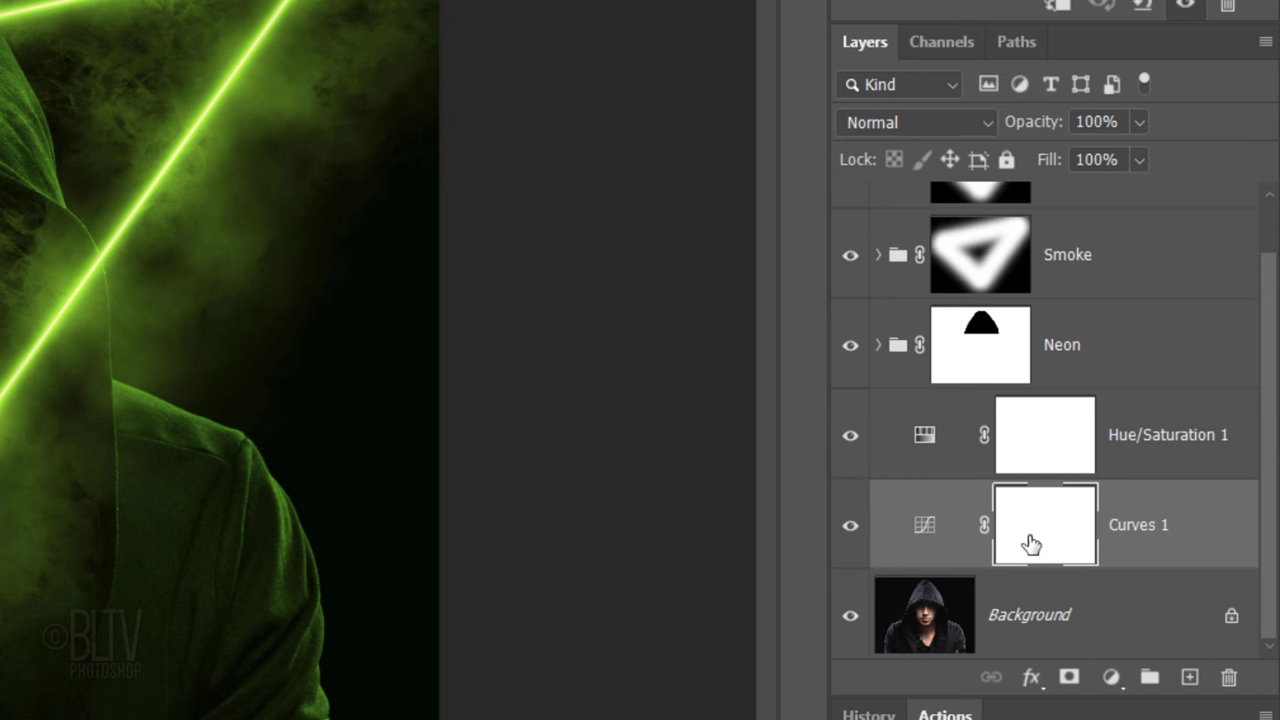 Layers Channels Paths
Kind
Normal Opacity: 100%
Lock: Fill: 100%
Smoke
Neon
Hue/Saturation 1
Curves 1
Background
fx
History Actions
©BLTV
PHOTOSHOP